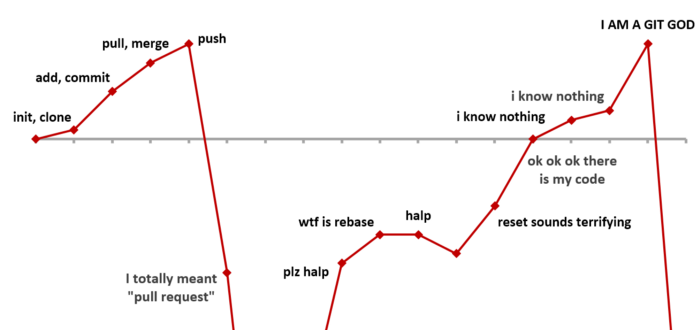 I AM A GIT GOD
pull, merge
push
add, commit
i know nothing
init, clone
i know nothing
ok ok ok there
is my code
wtf is rebase
halp
reset sounds terrifying
plz halp
I totally meant
"pull request"